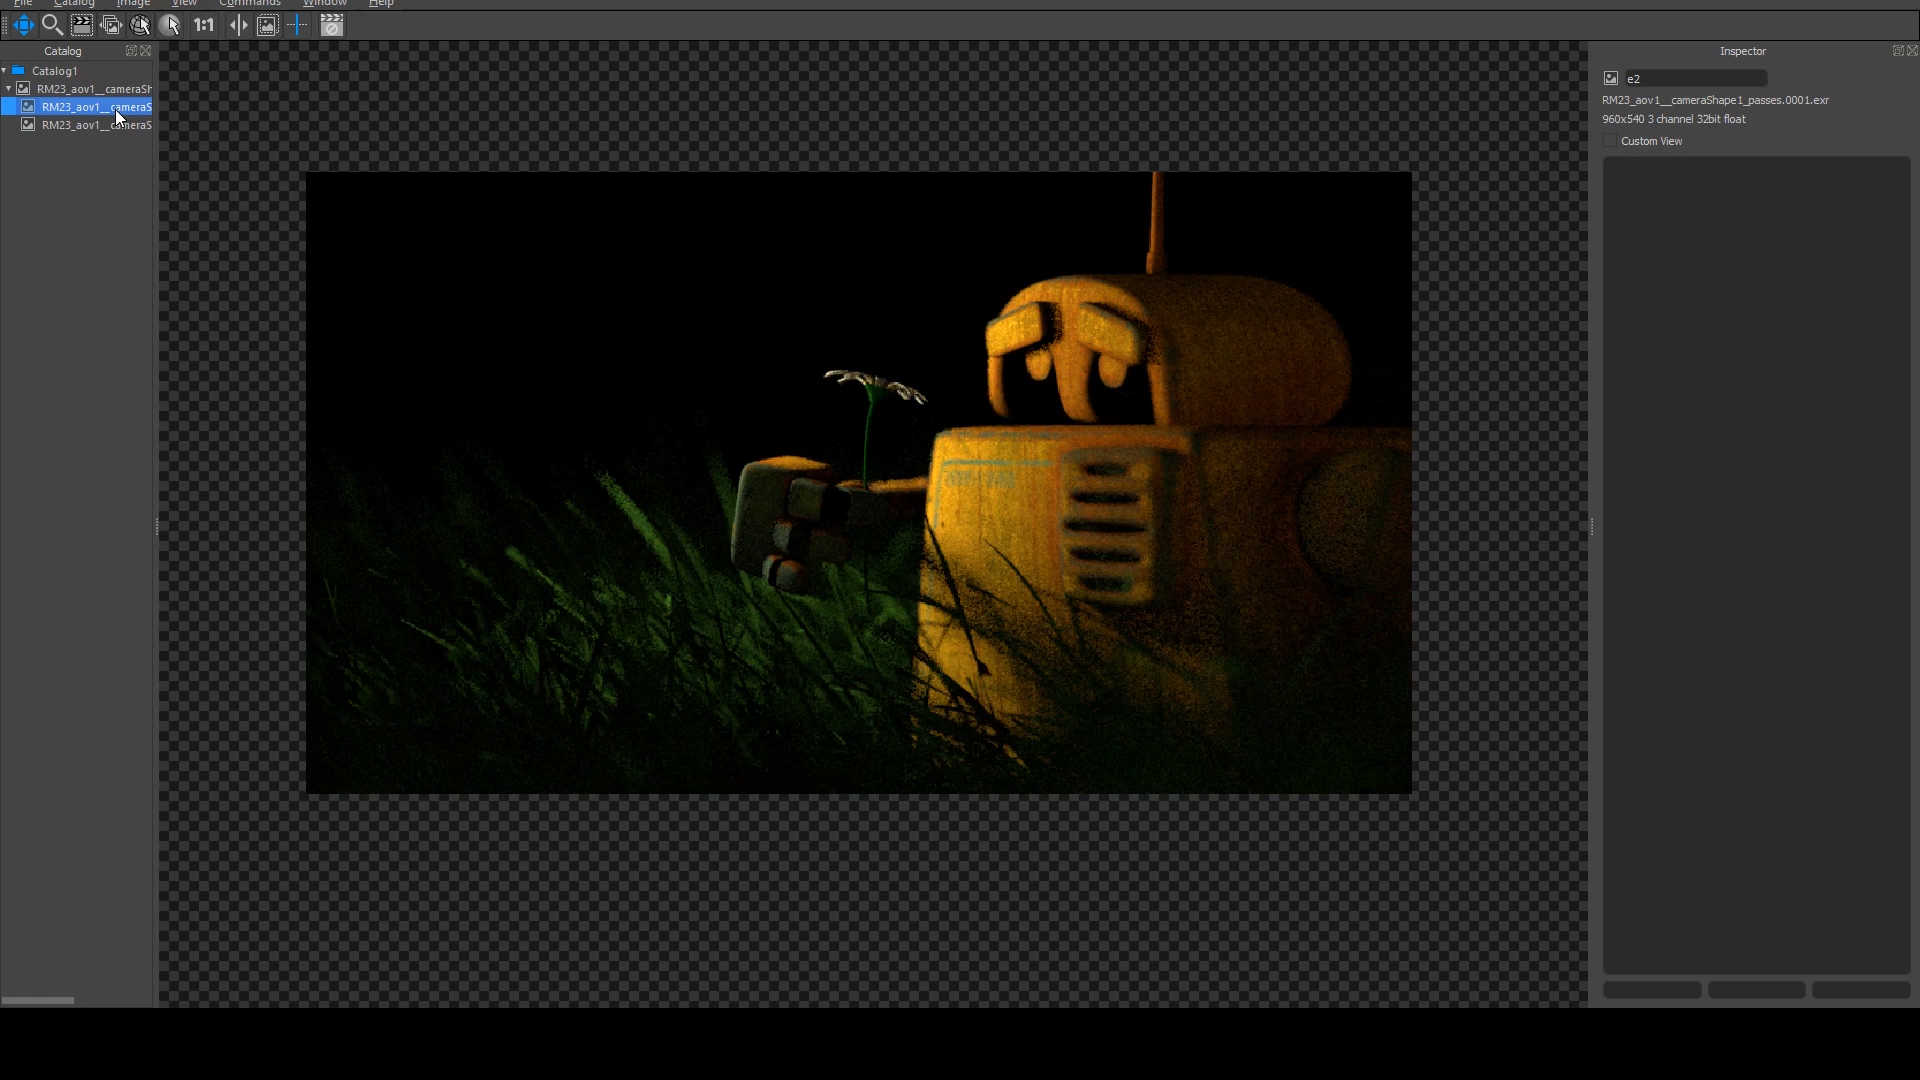 File Catalog Image View Commands Window Help
1:1
Catalog
Catalog1
RM23_aov1__cameraSh
RM23_aov1__cameraS
RM23_aov1__cameraS
Inspector
e2
RM23_aov1__cameraShape1_passes.0001.exr
960x540 3 channel 32bit float
Custom View